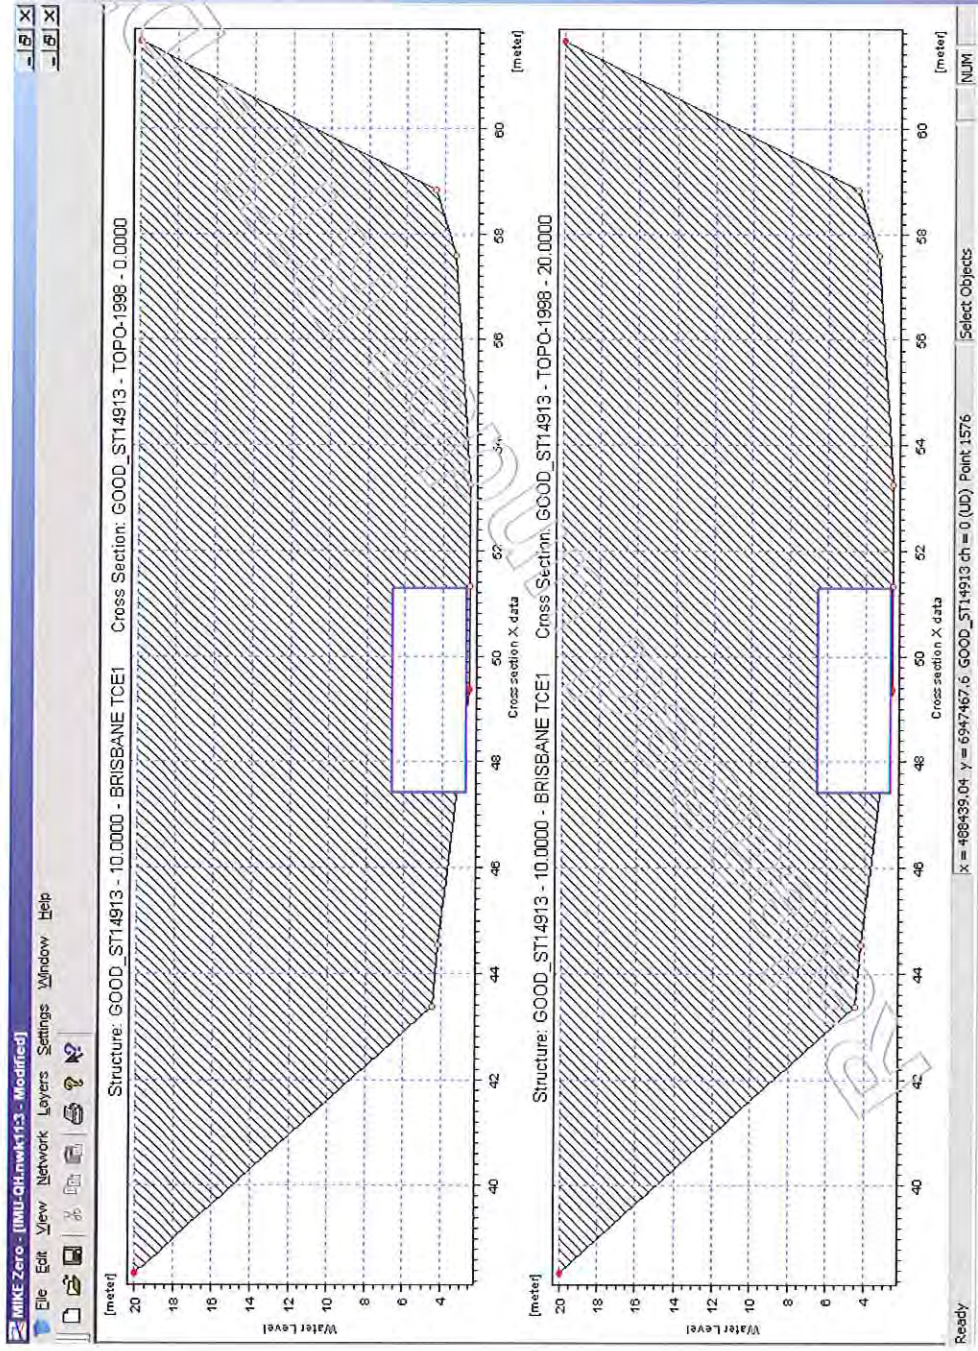 MIKE Zero - [IMU-QH.nwk11:3 - Modified]
File Edit View Network Layers Settings Window Help
[meter] Structure: GOOD_ST14913 - 10.0000 - BRISBANE TCE1 Cross Section: GOOD_ST14913 - TOPO-1998 - 0.0000
20
18
16
14
12
10
8
6
4
Water Level
40 42 44 46 48 50 52 54 56 58 60
Cross section X data
[meter]
[meter] Structure: GOOD_ST14913 - 10.0000 - BRISBANE TCE1 Cross Section: GOOD_ST14913 - TOPO-1998 - 20.0000
20
18
16
14
12
10
8
6
4
Water Level
40 42 44 46 48 50 52 54 56 58 60
Cross section X data
[meter]
Ready x = 488439.04 y = 6947467.6 GOOD_ST14913 ch = 0 (UD) Point 1576 Select Objects NUM